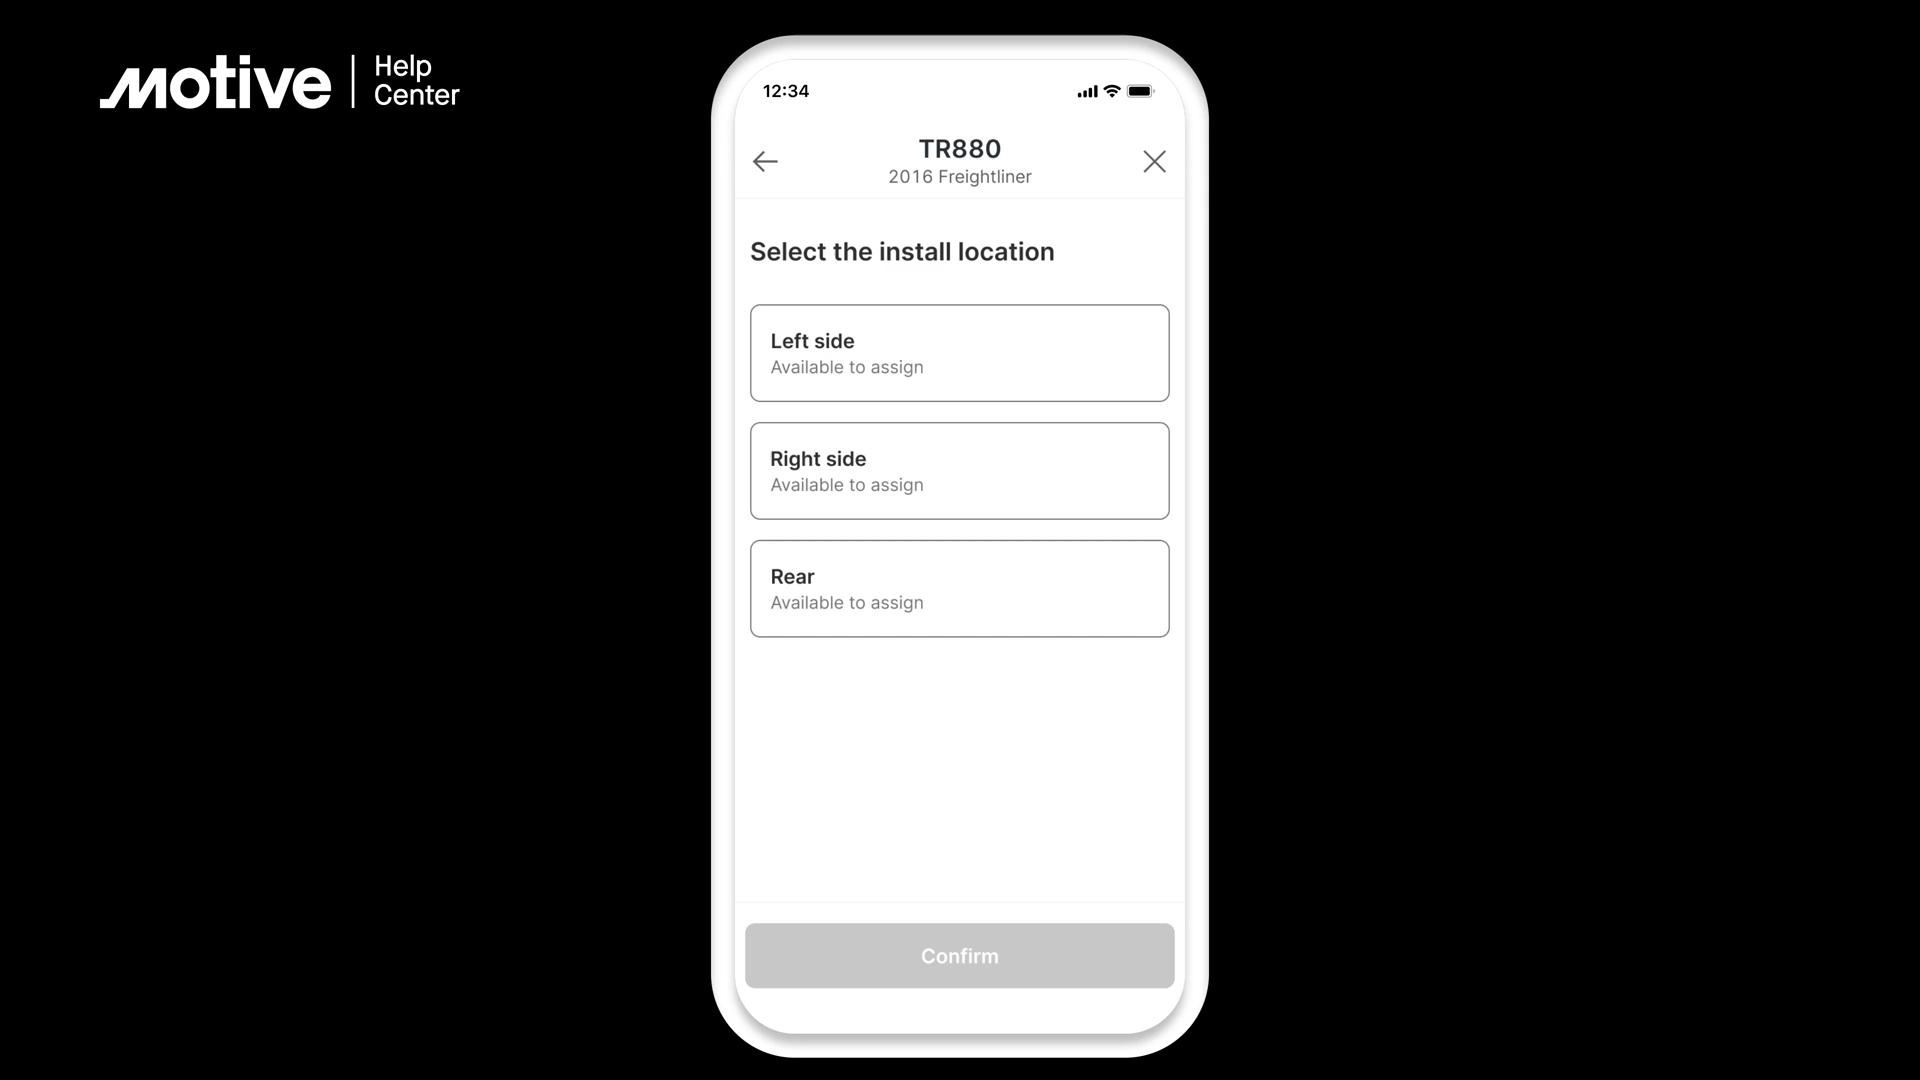 motive
Help
Center
12:34
TR880
2016 Freightliner
Select the install location
Left side
Available to assign
Right side
Available to assign
Rear
Available to assign
Confirm